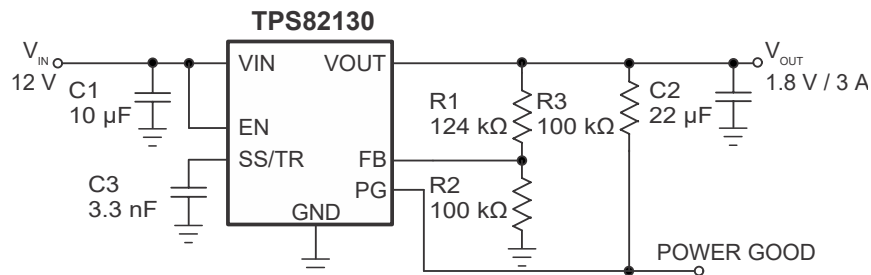 TPS82130
VIN
12 V
C1
10 µF
VIN
EN
SS/TR
C3
3.3 nF
GND
VOUT
FB
PG
R1
124 kΩ
R2
100 kΩ
R3
100 kΩ
C2
22 µF
VOUT
1.8 V / 3 A
POWER GOOD